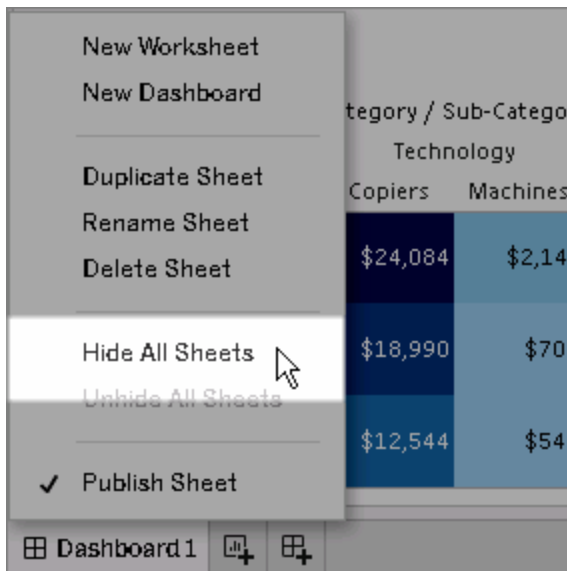 New Worksheet
New Dashboard
Duplicate Sheet
Rename Sheet
Delete Sheet
Hide All Sheets
Unhide All Sheets
Publish Sheet
tegory / Sub-Catego
Technology
Copiers Machines
$24,084 $2,14
$18,990 $70
$12,544 $54
Dashboard 1